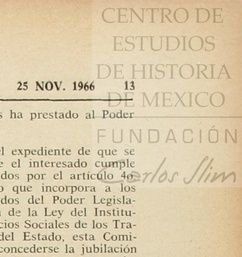 CENTRO DE
ESTUDIOS
DE HISTORIA
DE MEXICO
FUNDACIÓN
Carlos Slim
25 NOV. 1966 13
s ha prestado al Poder
el expediente de que se
e el interesado cumple
dos por el artículo 4o.
o que incorpora a los
dos del Poder Legisla-
a de la Ley del Institu-
cios Sociales de los Tra-
del Estado, esta Comi-
concederse la jubilación